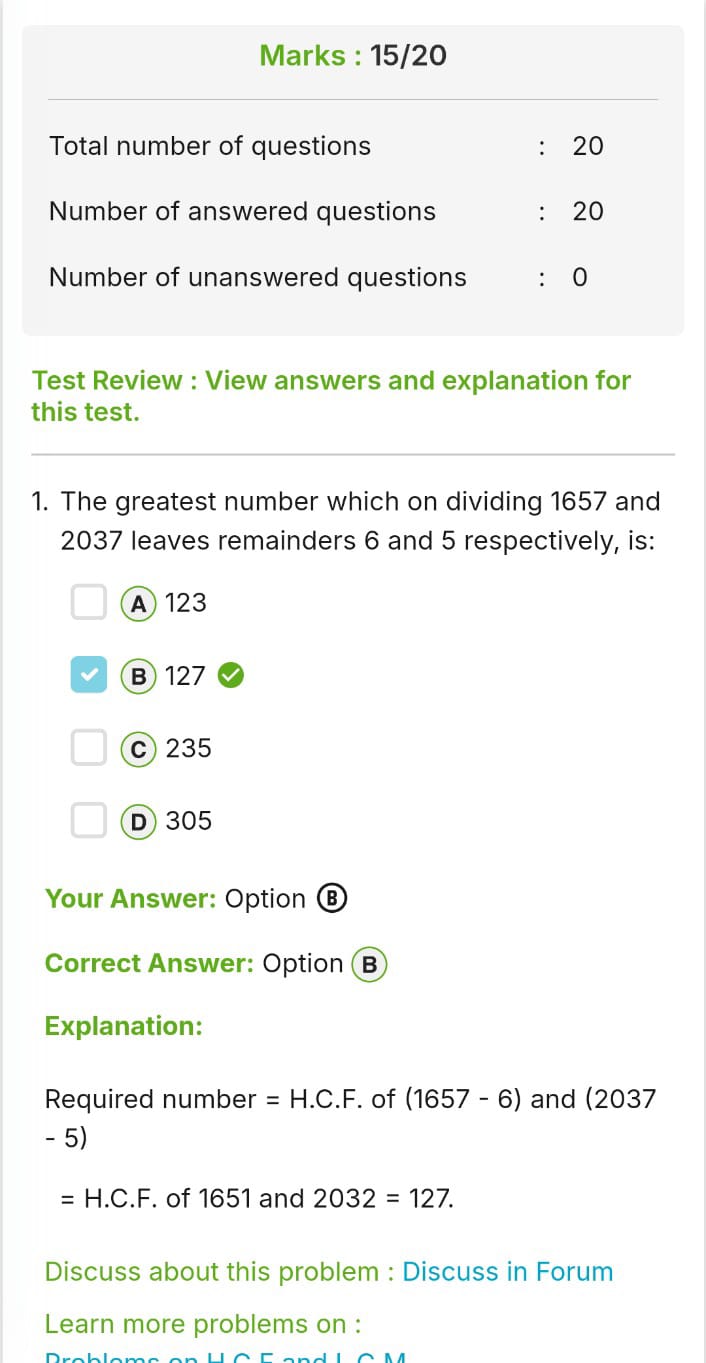 Marks : 15/20
Total number of questions : 20
Number of answered questions : 20
Number of unanswered questions : 0
Test Review : View answers and explanation for
this test.
1. The greatest number which on dividing 1657 and
2037 leaves remainders 6 and 5 respectively, is:
A 123
B 127
C 235
D 305
Your Answer: Option B
Correct Answer: Option B
Explanation:
Required number = H.C.F. of (1657 - 6) and (2037
- 5)
= H.C.F. of 1651 and 2032 = 127.
Discuss about this problem : Discuss in Forum
Learn more problems on :
Problems on H.C.F and L.C.M